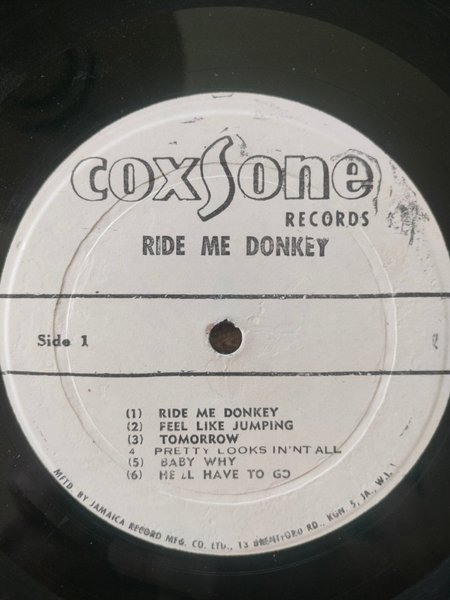 coxsone
RECORDS
RIDE ME DONKEY
Side 1
(1) RIDE ME DONKEY
(2) FEEL LIKE JUMPING
(3) TOMORROW
4 PRETTY LOOKS IN'NT ALL
(5) BABY WHY
(6) HELL HAVE TO GO
MFTD. BY JAMAICA RECORD MFG. CO. LTD., 13 BRENTFORD RD., KGN. 5, JA., W.I.